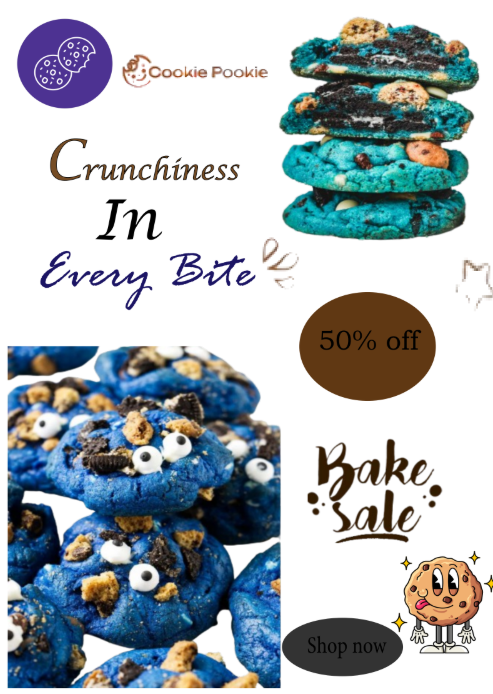 Cookie Pookie
Crunchiness
In
Every Bite
50% off
Bake
Sale
Shop now